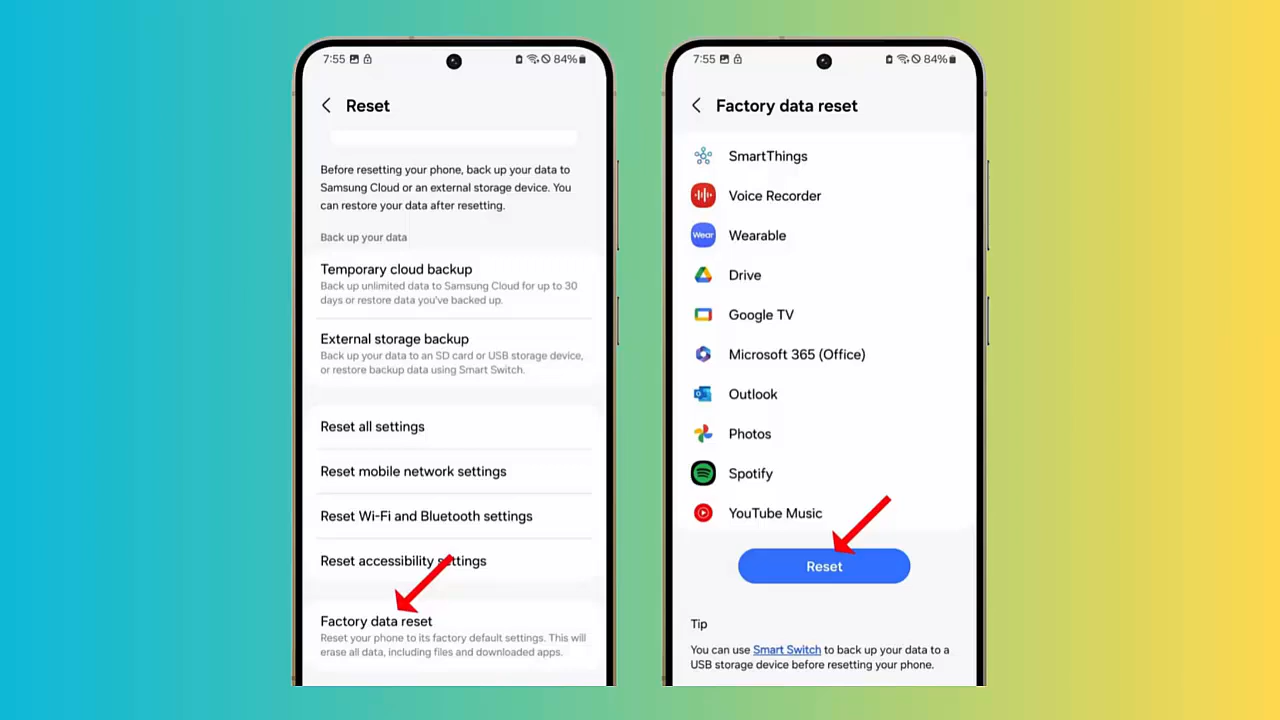 7:55
84%
Reset
Before resetting your phone, back up your data to
Samsung Cloud or an external storage device. You
can restore your data after resetting.
Back up your data
Temporary cloud backup
Back up unlimited data to Samsung Cloud for up to 30
days or restore data you've backed up.
External storage backup
Back up your data to an SD card or USB storage device,
or restore backup data using Smart Switch.
Reset all settings
Reset mobile network settings
Reset Wi-Fi and Bluetooth settings
Reset accessibility settings
Factory data reset
Reset your phone to its factory default settings. This will
erase all data, including files and downloaded apps.
7:55
84%
Factory data reset
SmartThings
Voice Recorder
Wear
Wearable
Drive
Google TV
Microsoft 365 (Office)
Outlook
Photos
Spotify
YouTube Music
Reset
Tip
You can use Smart Switch to back up your data to a
USB storage device before resetting your phone.